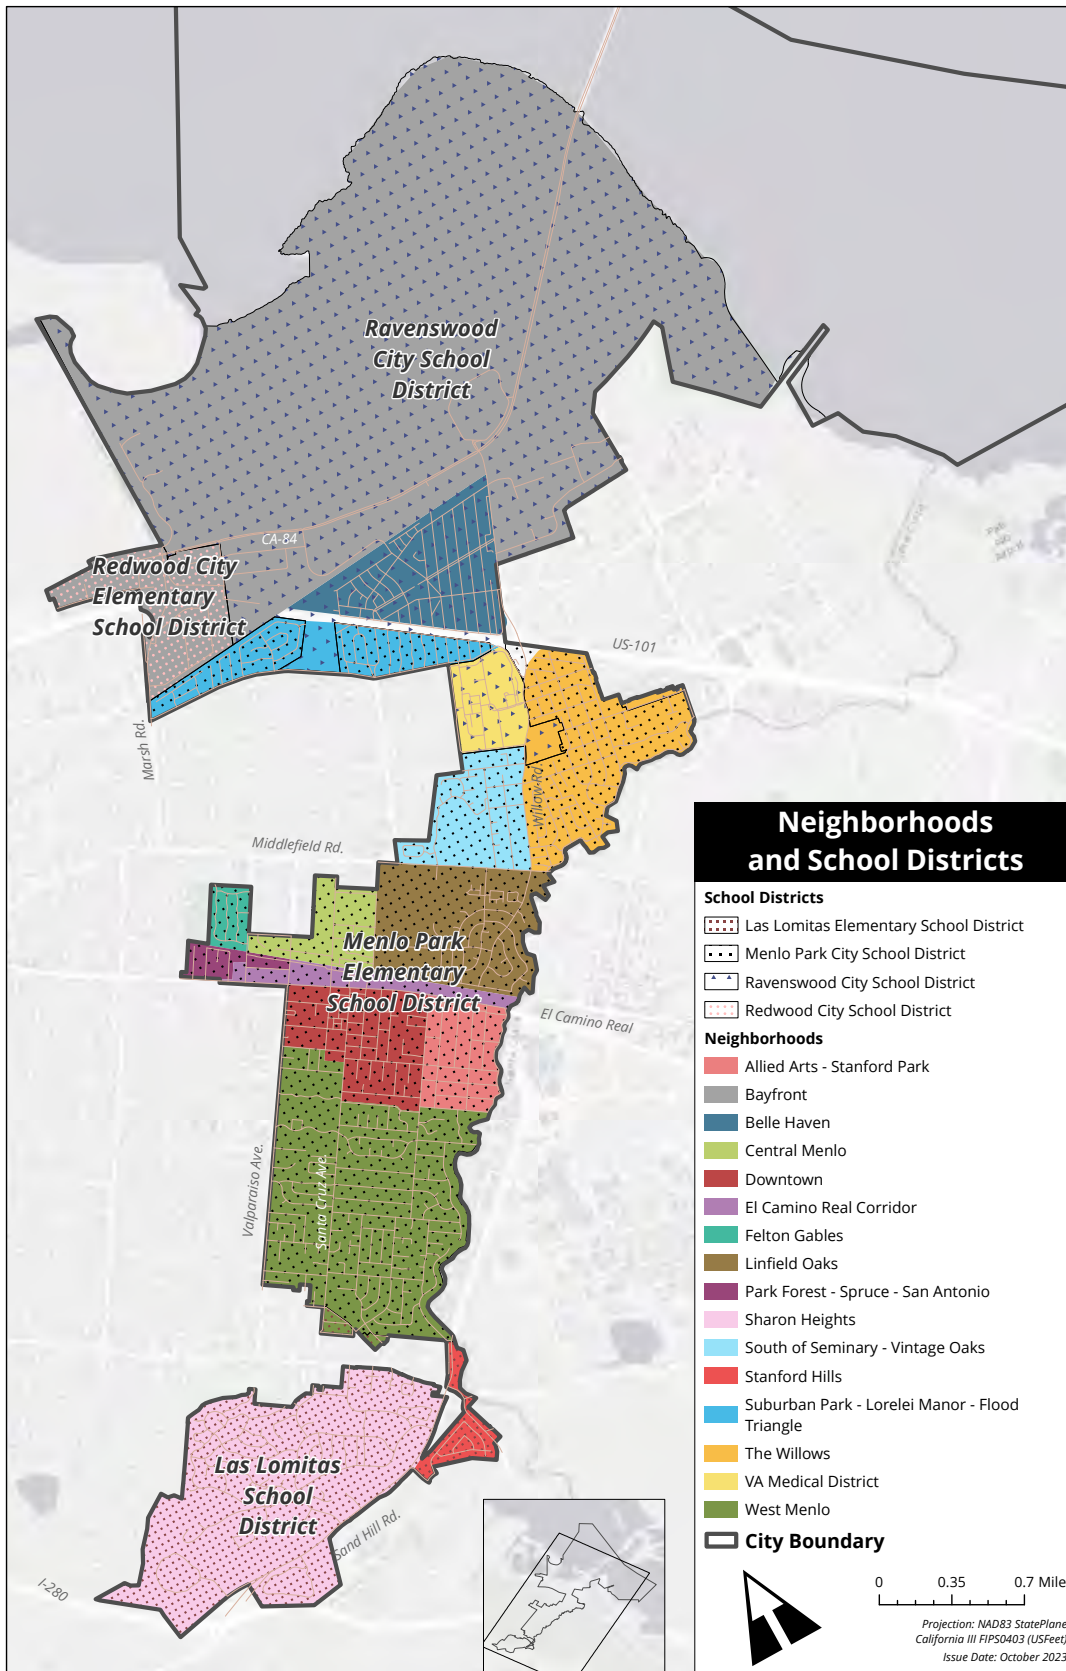 Ravenswood
City School
District
CA-84
Redwood City
Elementary
School District
US-101
Marsh Rd.
Willow Rd.
Middlefield Rd.
Menlo Park
Elementary
School District
El Camino Real
Valparaiso Ave.
Santa Cruz Ave.
Las Lomitas
School
District
Sand Hill Rd.
I-280
Neighborhoods
and School Districts
School Districts
Las Lomitas Elementary School District
Menlo Park City School District
Ravenswood City School District
Redwood City School District
Neighborhoods
Allied Arts - Stanford Park
Bayfront
Belle Haven
Central Menlo
Downtown
El Camino Real Corridor
Felton Gables
Linfield Oaks
Park Forest - Spruce - San Antonio
Sharon Heights
South of Seminary - Vintage Oaks
Stanford Hills
Suburban Park - Lorelei Manor - Flood
Triangle
The Willows
VA Medical District
West Menlo
City Boundary
0 0.35 0.7 Mile
Projection: NAD83 StatePlane
California III FIPS0403 (USFeet)
Issue Date: October 2023